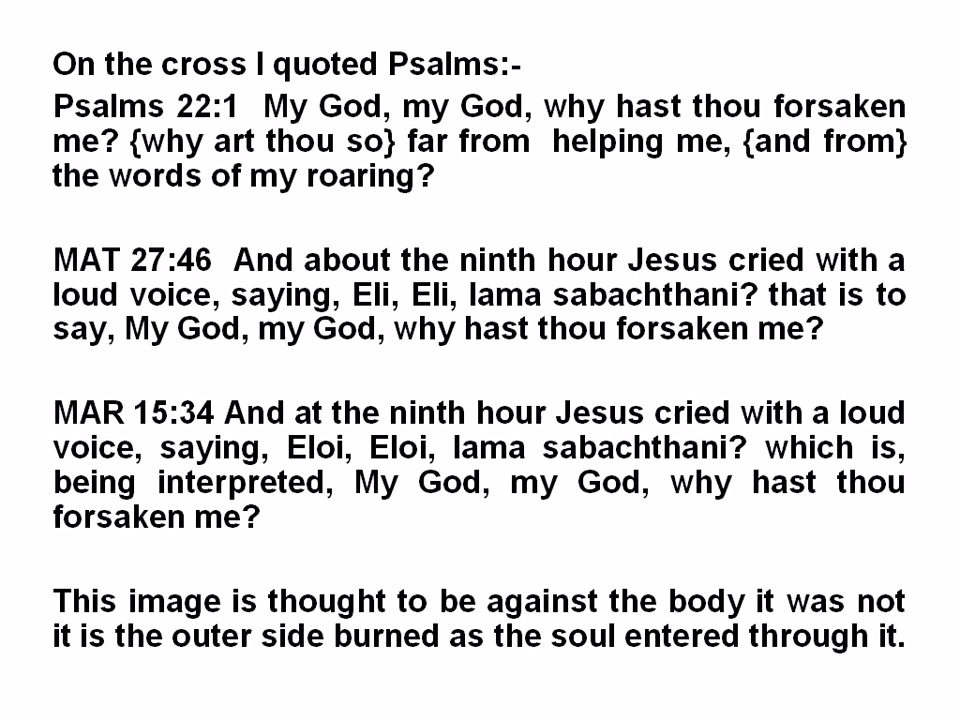 On the cross I quoted Psalms:-
Psalms 22:1 My God, my God, why hast thou forsaken
me? {why art thou so} far from helping me, {and from}
the words of my roaring?
MAT 27:46 And about the ninth hour Jesus cried with a
loud voice, saying, Eli, Eli, lama sabachthani? that is to
say, My God, my God, why hast thou forsaken me?
MAR 15:34 And at the ninth hour Jesus cried with a loud
voice, saying, Eloi, Eloi, lama sabachthani? which is,
being interpreted, My God, my God, why hast thou
forsaken me?
This image is thought to be against the body it was not
it is the outer side burned as the soul entered through it.